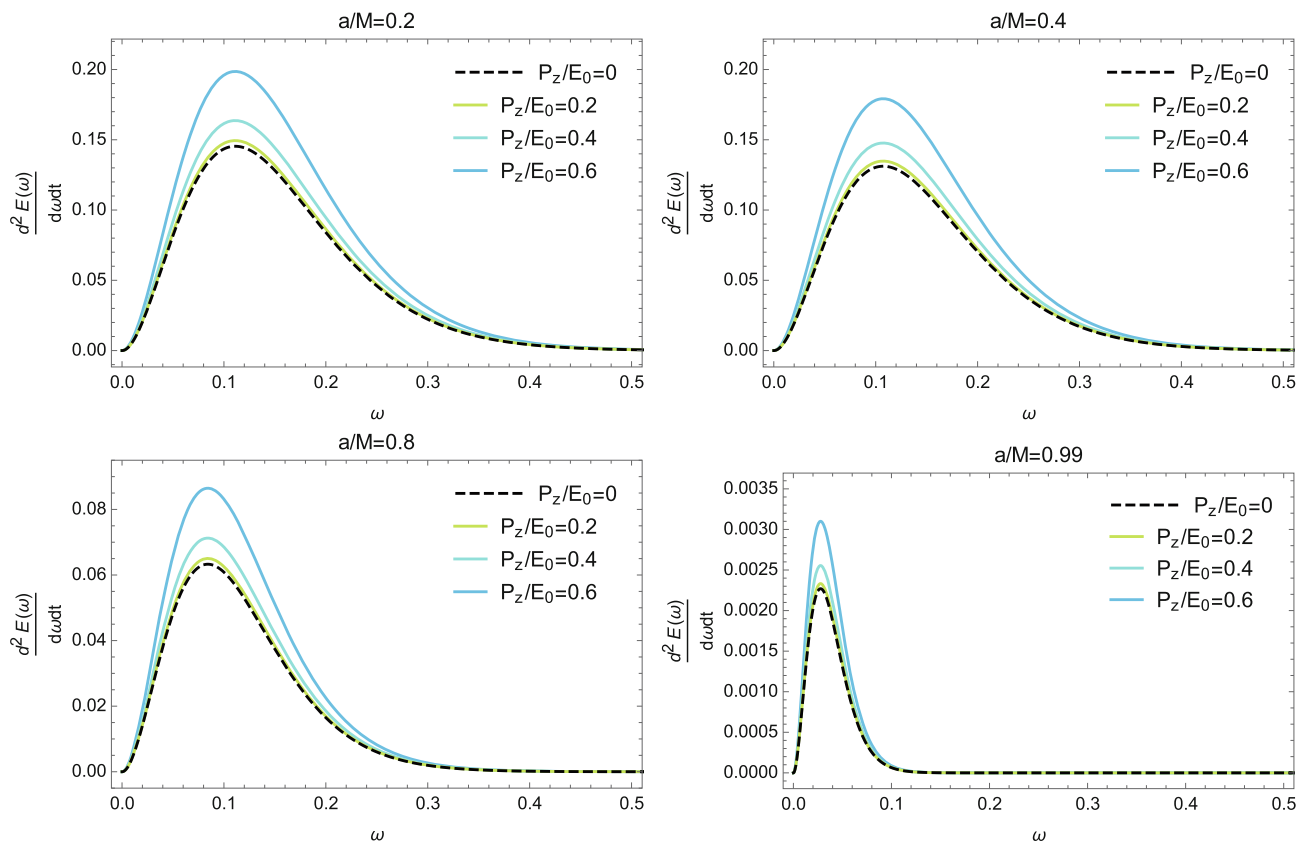 a/M=0.2
0.20
0.15
0.10
0.05
0.00
d² E(ω)
dωdt
P_z/E_0=0
P_z/E_0=0.2
P_z/E_0=0.4
P_z/E_0=0.6
0.0 0.1 0.2 0.3 0.4 0.5
ω
a/M=0.4
0.20
0.15
0.10
0.05
0.00
d² E(ω)
dωdt
P_z/E_0=0
P_z/E_0=0.2
P_z/E_0=0.4
P_z/E_0=0.6
0.0 0.1 0.2 0.3 0.4 0.5
ω
a/M=0.8
0.08
0.06
0.04
0.02
0.00
d² E(ω)
dωdt
P_z/E_0=0
P_z/E_0=0.2
P_z/E_0=0.4
P_z/E_0=0.6
0.0 0.1 0.2 0.3 0.4 0.5
ω
a/M=0.99
0.0035
0.0030
0.0025
0.0020
0.0015
0.0010
0.0005
0.0000
d² E(ω)
dωdt
P_z/E_0=0
P_z/E_0=0.2
P_z/E_0=0.4
P_z/E_0=0.6
0.0 0.1 0.2 0.3 0.4 0.5
ω